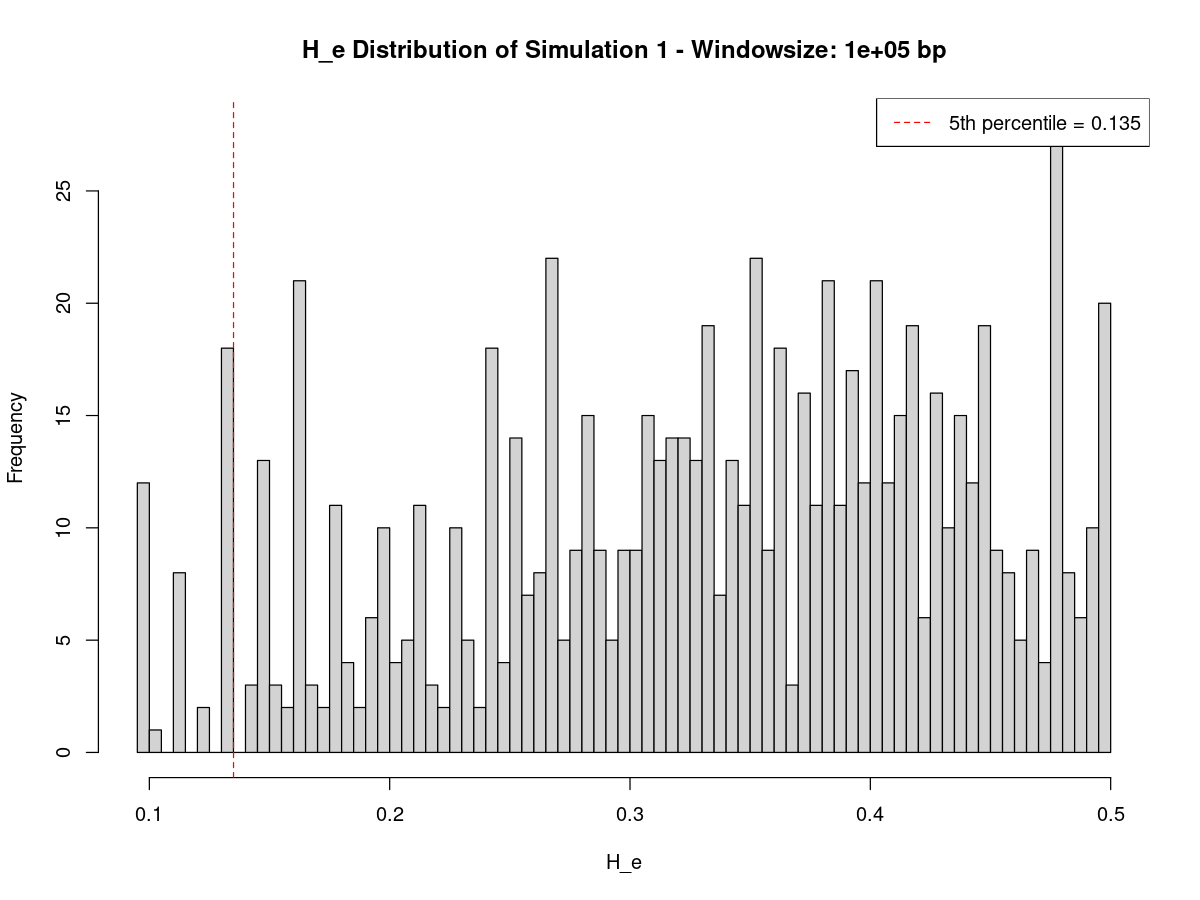 H_e Distribution of Simulation 1 - Windowsize: 1e+05 bp
5th percentile = 0.135
25
20
15
10
5
0
Frequency
0.1
0.2
0.3
0.4
0.5
H_e